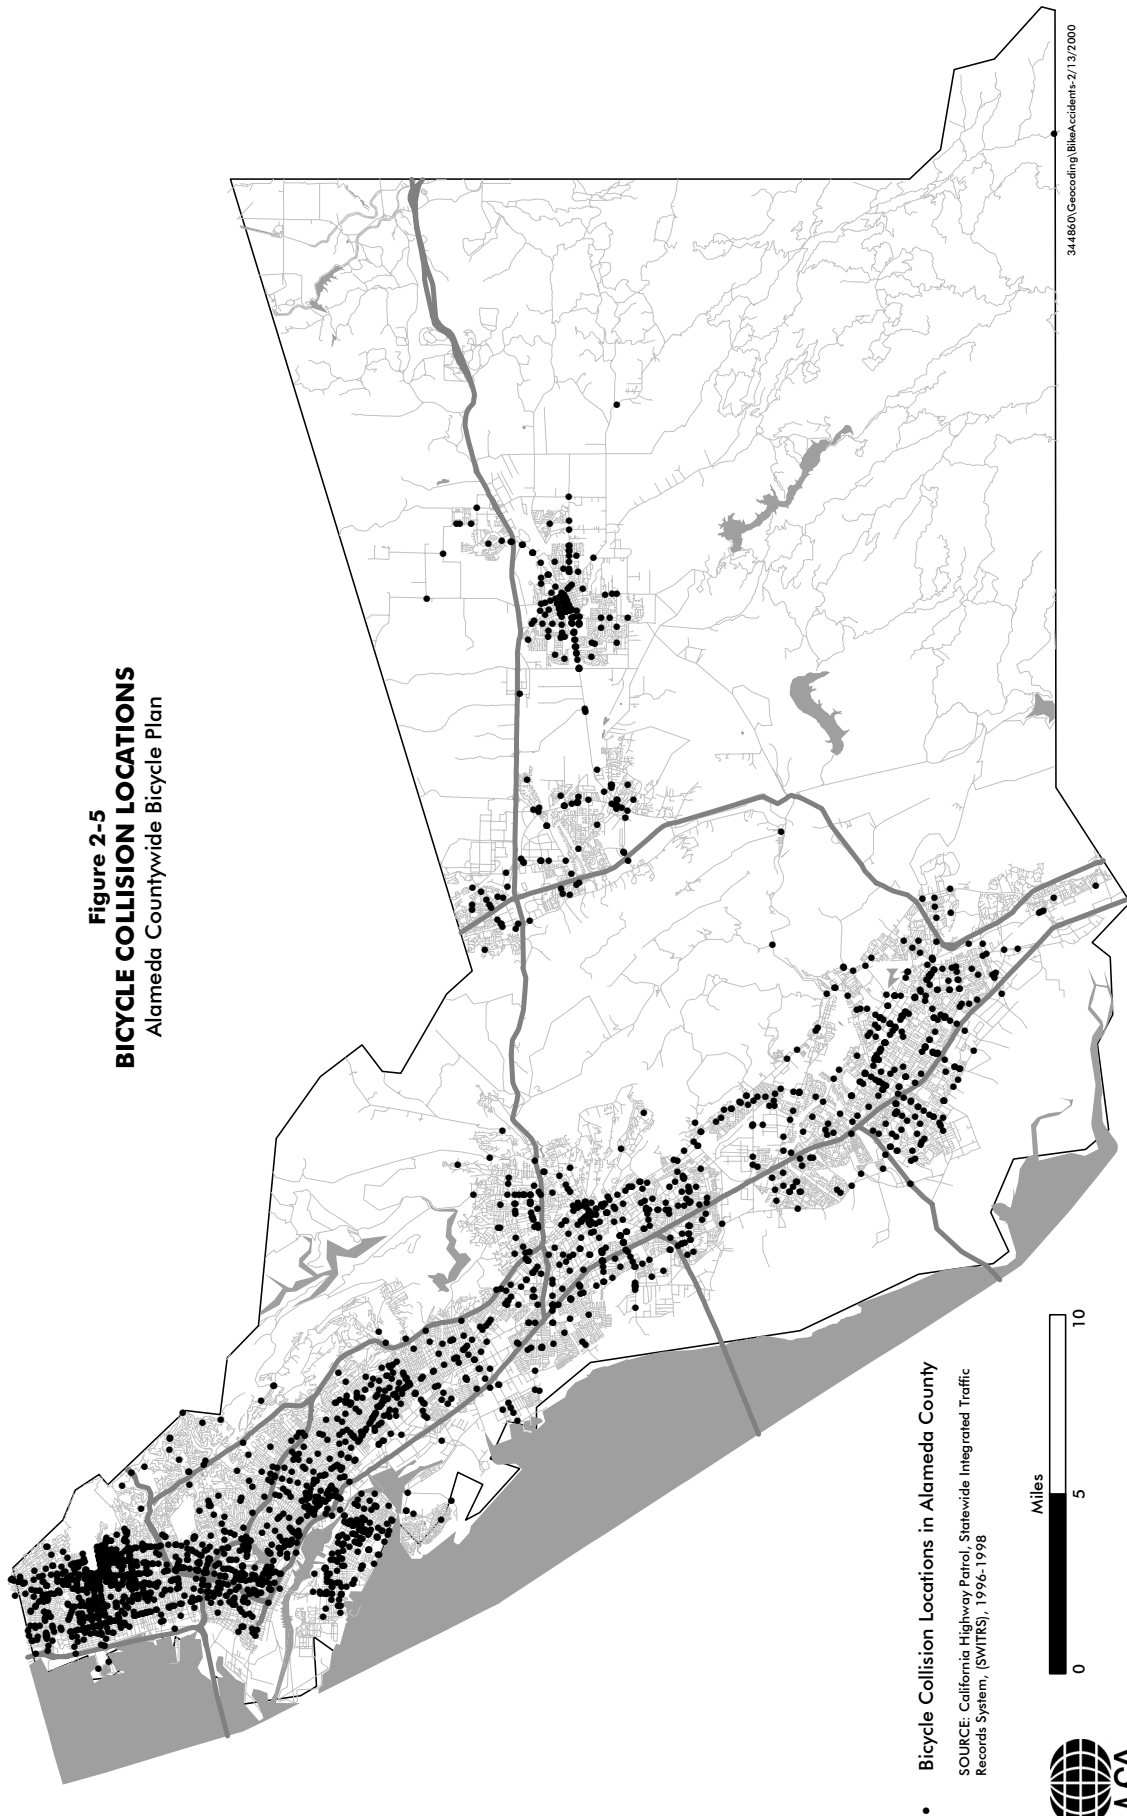 Figure 2-5
BICYCLE COLLISION LOCATIONS
Alameda Countywide Bicycle Plan
344860\Geocoding\BikeAccidents-2/13/2000
Bicycle Collision Locations in Alameda County
SOURCE: California Highway Patrol, Statewide Integrated Traffic
Records System, (SWITRS), 1996-1998
Miles
0 5 10